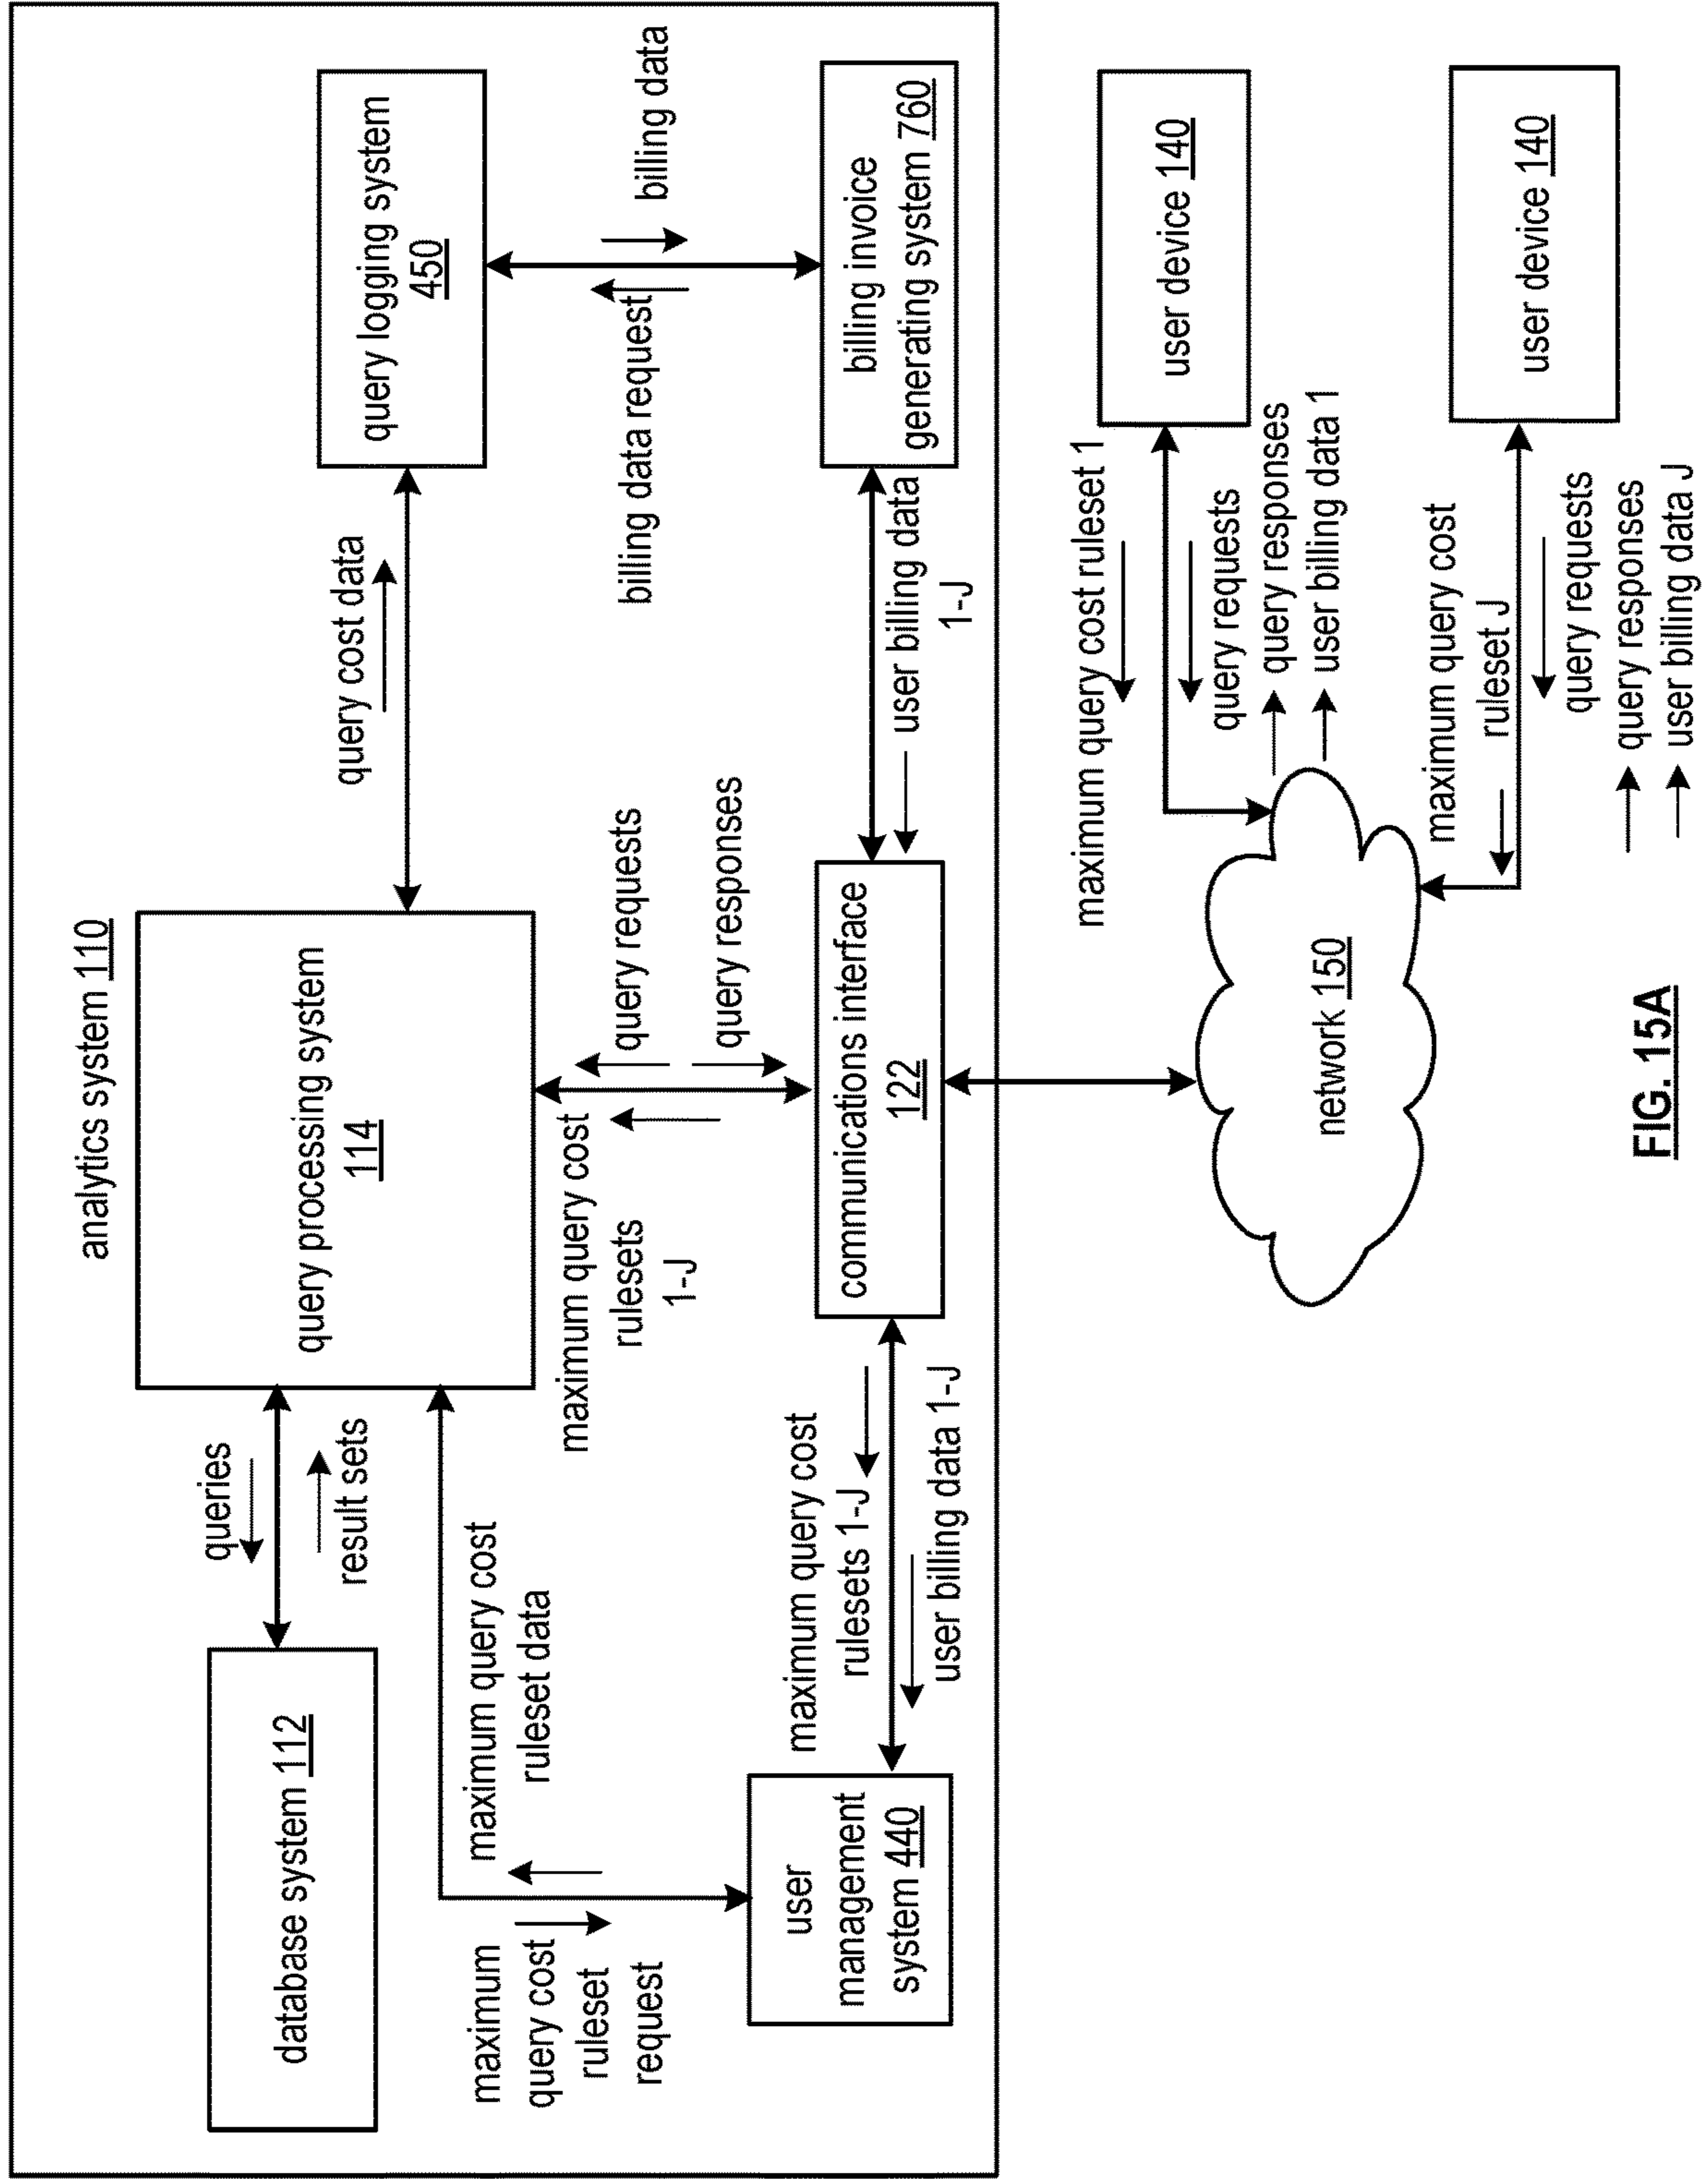 analytics system 110
database system 112
queries
result sets
query processing system
114
query cost data
query logging system
450
maximum query cost
ruleset data
maximum
query cost
ruleset
request
maximum query cost
rulesets
1-J
query requests
query responses
billing data request
billing data
user
management
system 440
maximum query cost
rulesets 1-J
user billing data 1-J
communications interface
122
user billing data
1-J
billing invoice
generating system 760
network 150
maximum query cost ruleset 1
query requests
query responses
user billing data 1
user device 140
maximum query cost
ruleset J
query requests
query responses
user billing data J
user device 140
FIG. 15A